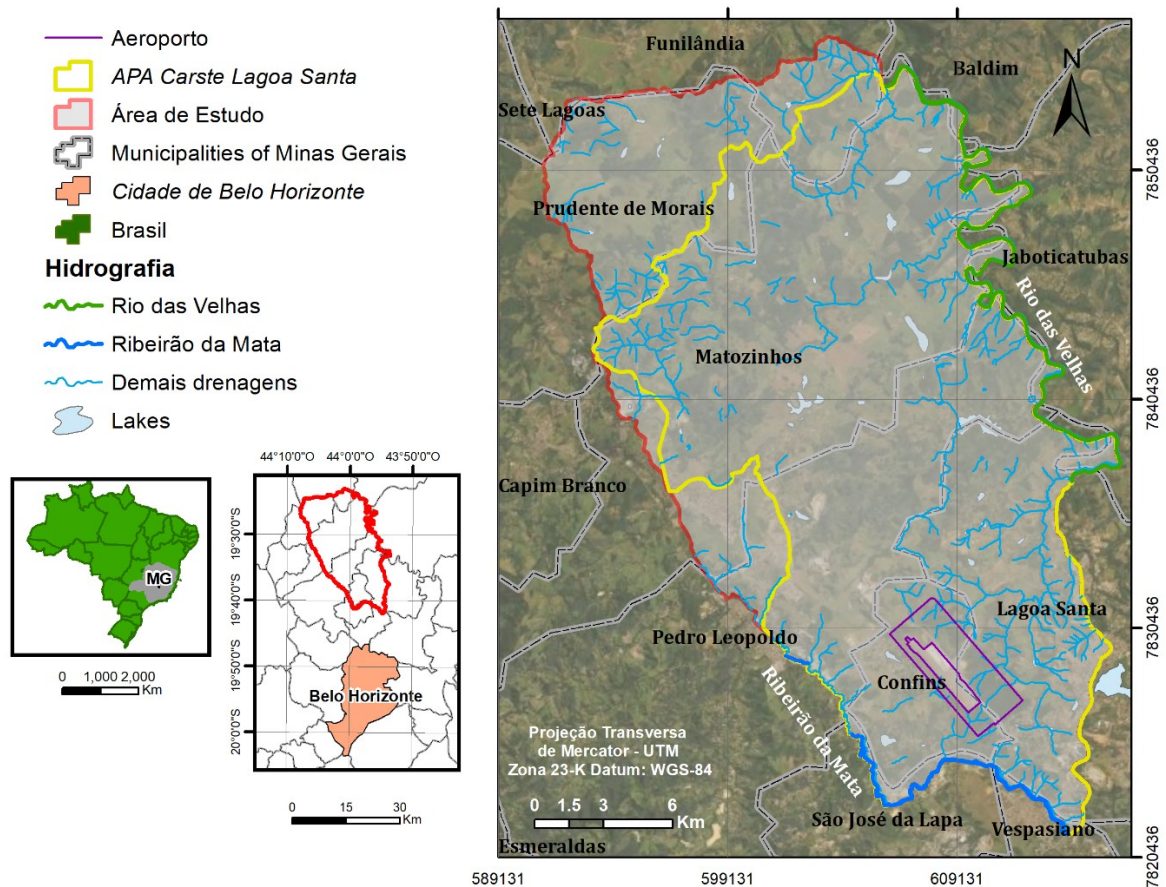 Aeroporto
APA Carste Lagoa Santa
Área de Estudo
Municipalities of Minas Gerais
Cidade de Belo Horizonte
Brasil
Hidrografia
Rio das Velhas
Ribeirão da Mata
Demais drenagens
Lakes
MG
0 1,000 2,000
Km
44°10'0"O 44°0'0"O 43°50'0"O
19°30'0"S
19°40'0"S
19°50'0"S
20°0'0"S
Belo Horizonte
0 15 30
Km
Funilândia
Baldim
N
Sete Lagoas
7850436
Prudente de Morais
Jaboticatubas
Rio das Velhas
Matozinhos
7840436
Capim Branco
Lagoa Santa
Pedro Leopoldo
7830436
Confins
Ribeirão da Mata
Projeção Transversa
de Mercator - UTM
Zona 23-K Datum: WGS-84
0 1.5 3 6
Km
São José da Lapa
Vespasiano
Esmeraldas
7820436
589131 599131 609131